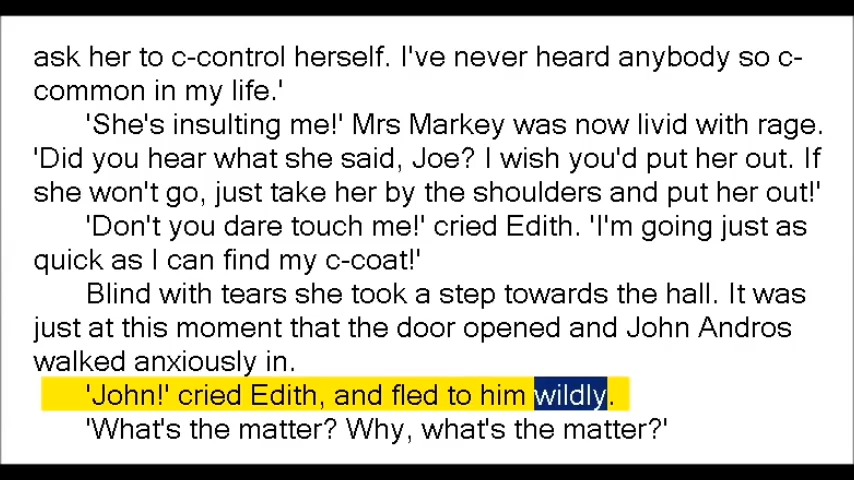 ask her to c-control herself. I've never heard anybody so c-
common in my life.'
'She's insulting me!' Mrs Markey was now livid with rage.
'Did you hear what she said, Joe? I wish you'd put her out. If
she won't go, just take her by the shoulders and put her out!'
'Don't you dare touch me!' cried Edith. 'I'm going just as
quick as I can find my c-coat!'
Blind with tears she took a step towards the hall. It was
just at this moment that the door opened and John Andros
walked anxiously in.
'John!' cried Edith, and fled to him wildly.
'What's the matter? Why, what's the matter?'